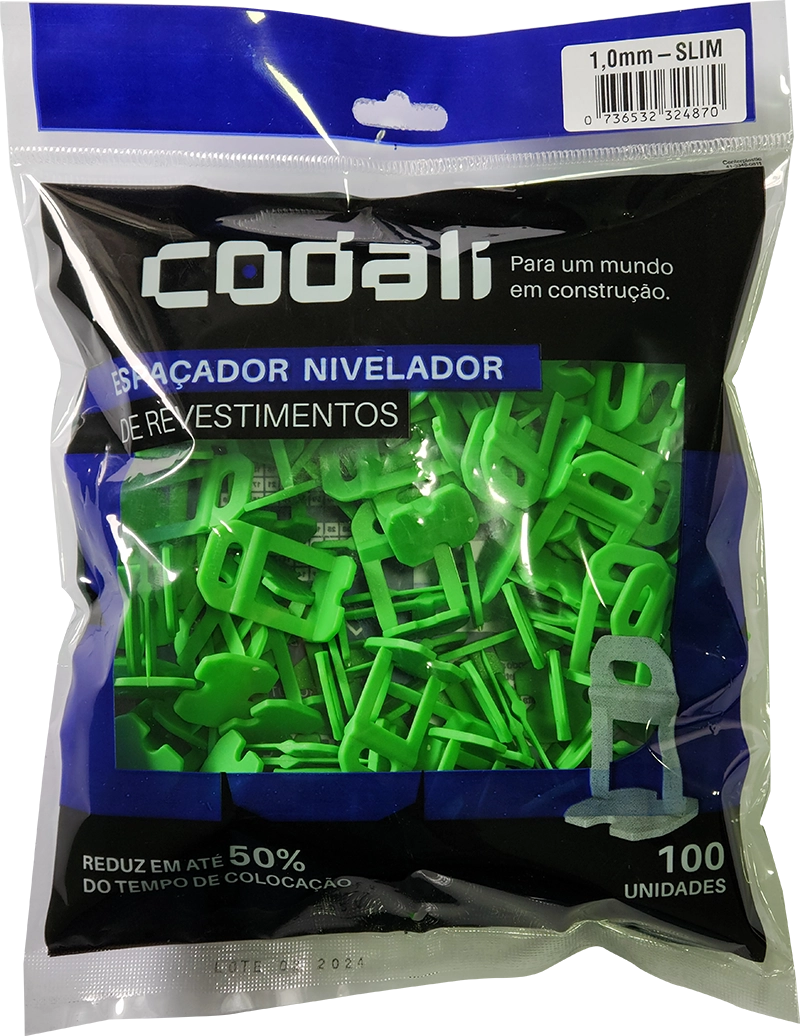 1,0mm – SLIM
0 736532 324870
codali
Para um mundo
em construção.
ESPAÇADOR NIVELADOR
DE REVESTIMENTOS
REDUZ EM ATÉ 50%
DO TEMPO DE COLOCAÇÃO
100
UNIDADES
LOTE 02 2024